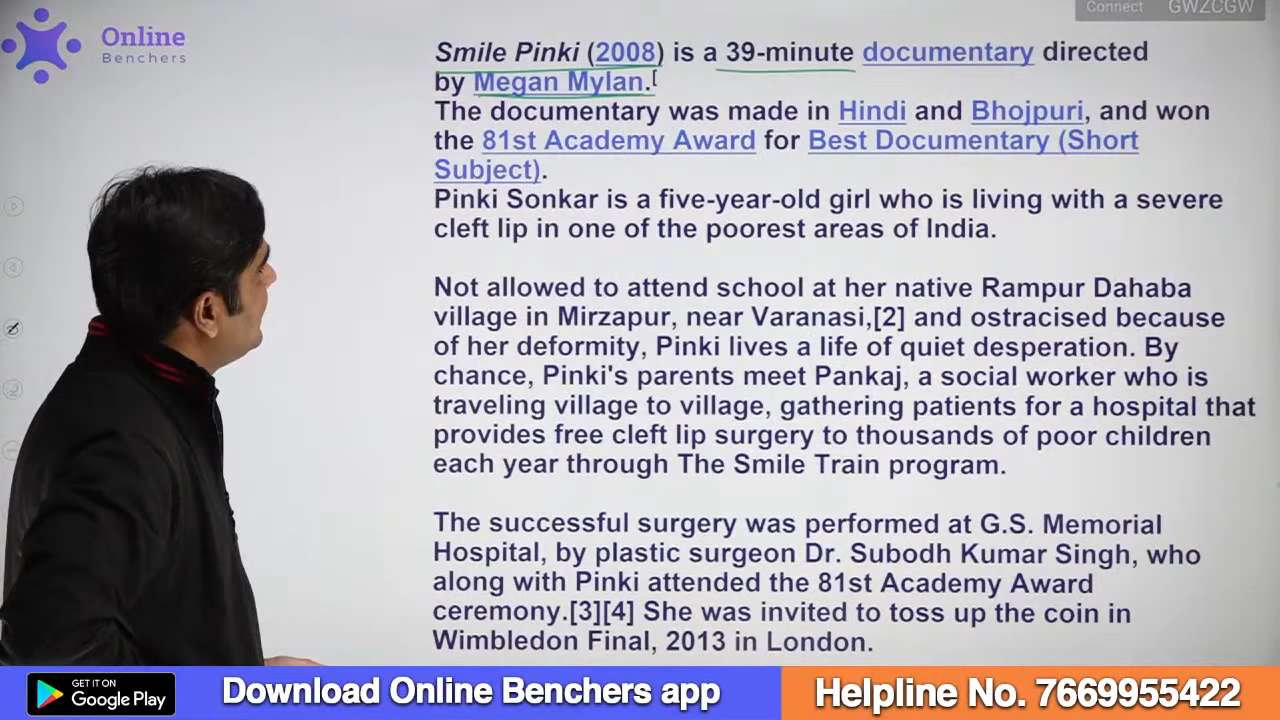 Connect GWZCGW
Online
Benchers
Smile Pinki (2008) is a 39-minute documentary directed
by Megan Mylan.[
The documentary was made in Hindi and Bhojpuri, and won
the 81st Academy Award for Best Documentary (Short
Subject).
Pinki Sonkar is a five-year-old girl who is living with a severe
cleft lip in one of the poorest areas of India.
Not allowed to attend school at her native Rampur Dahaba
village in Mirzapur, near Varanasi,[2] and ostracised because
of her deformity, Pinki lives a life of quiet desperation. By
chance, Pinki's parents meet Pankaj, a social worker who is
traveling village to village, gathering patients for a hospital that
provides free cleft lip surgery to thousands of poor children
each year through The Smile Train program.
The successful surgery was performed at G.S. Memorial
Hospital, by plastic surgeon Dr. Subodh Kumar Singh, who
along with Pinki attended the 81st Academy Award
ceremony.[3][4] She was invited to toss up the coin in
Wimbledon Final, 2013 in London.
GET IT ON
Google Play
Download Online Benchers app
Helpline No. 7669955422